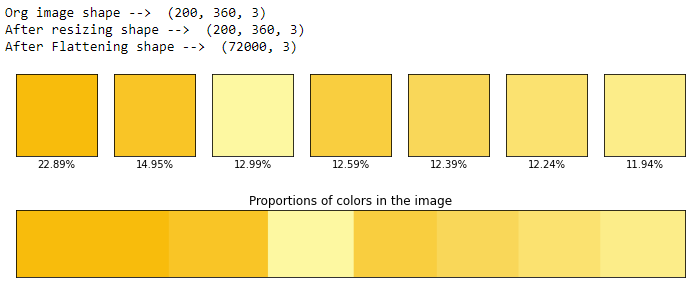 Org image shape -->  (200, 360, 3)
After resizing shape -->  (200, 360, 3)
After Flattening shape -->  (72000, 3)
22.89% 14.95% 12.99% 12.59% 12.39% 12.24% 11.94%
Proportions of colors in the image